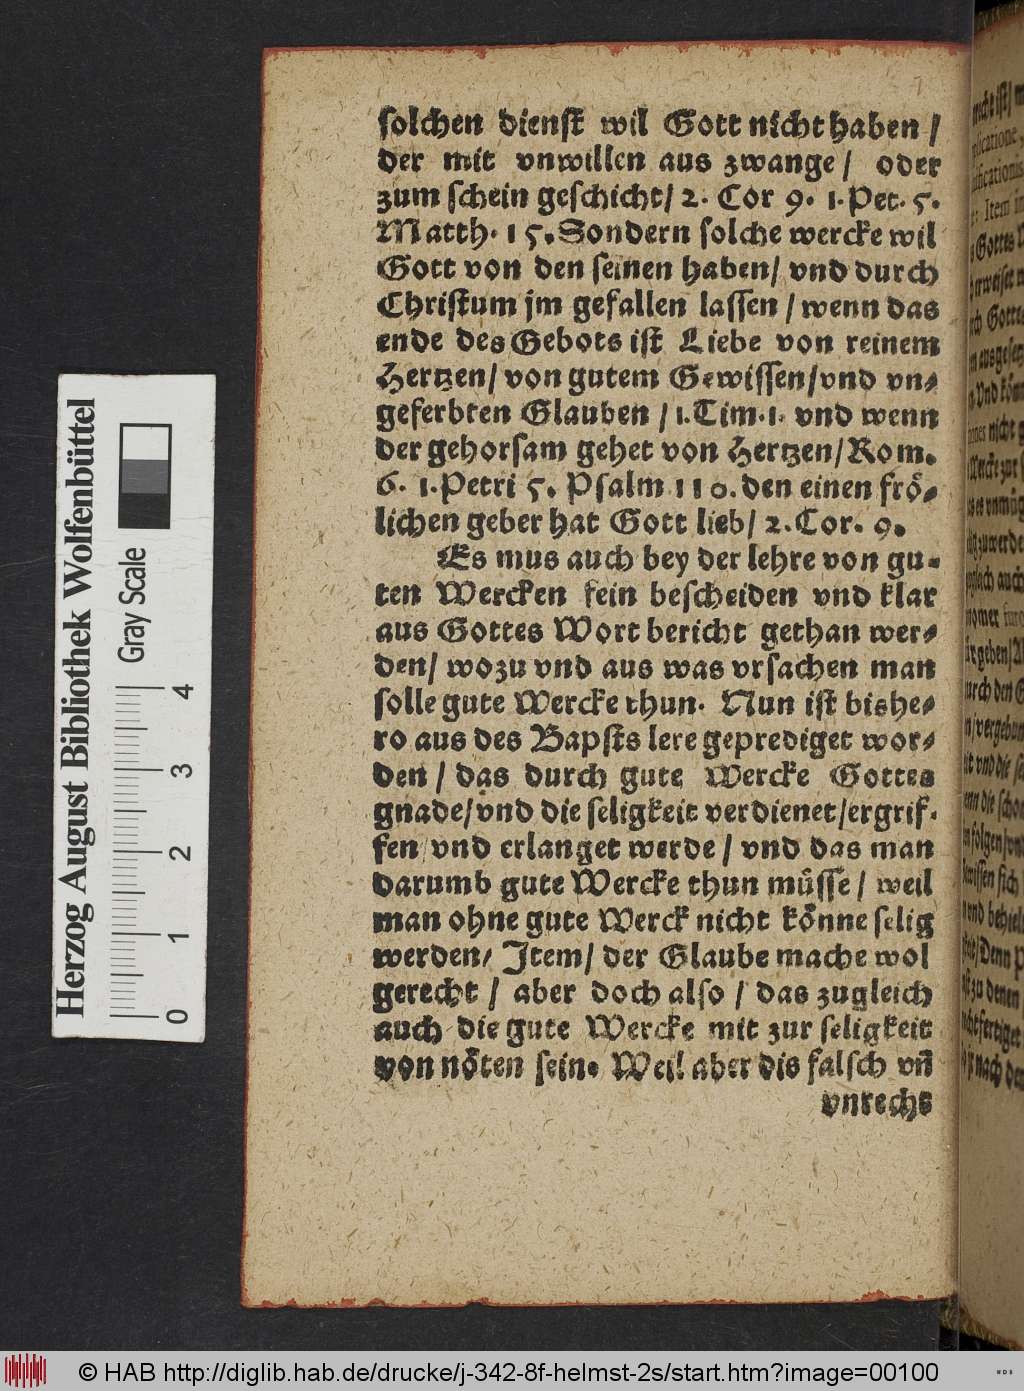 solchen dienst wil Gott nicht haben /
der mit vnwillen aus zwange / oder
zum schein geschicht / 2. Cor 9. 1. Pet. 5.
Matth. 15. Sondern solche wercke wil
Gott von den seinen haben / vnd durch
Christum jm gefallen lassen / wenn das
ende des Gebots ist Liebe von reinem
Hertzen / von gutem Gewissen / vnd vn⸗
geferbten Glauben / 1. Tim. 1. vnd wenn
der gehorsam gehet von Hertzen / Rom.
6. 1. Petri 5. Psalm 110. den einen frö⸗
lichen geber hat Gott lieb / 2. Cor. 9.
Es mus auch bey der lehre von gu⸗
ten Wercken fein bescheiden vnd klar
aus Gottes Wort bericht gethan wer⸗
den / wozu vnd aus was vrsachen man
solle gute Wercke thun. Nun ist bishe⸗
ro aus des Bapsts lere geprediget wor⸗
den / das durch gute Wercke Gottes
gnade / vnd die seligkeit verdienet / ergrif⸗
fen vnd erlanget werde / vnd das man
darumb gute Wercke thun müsse / weil
man ohne gute Werck nicht könne selig
werden / Item / der Glaube mache wol
gerecht / aber doch also / das zugleich
auch die gute Wercke mit zur seligkeit
von nöten sein. Weil aber dis falsch vñ
vnrecht
Herzog August Bibliothek Wolfenbüttel
Gray Scale
0 1 2 3 4
© HAB http://diglib.hab.de/drucke/j-342-8f-helmst-2s/start.htm?image=00100